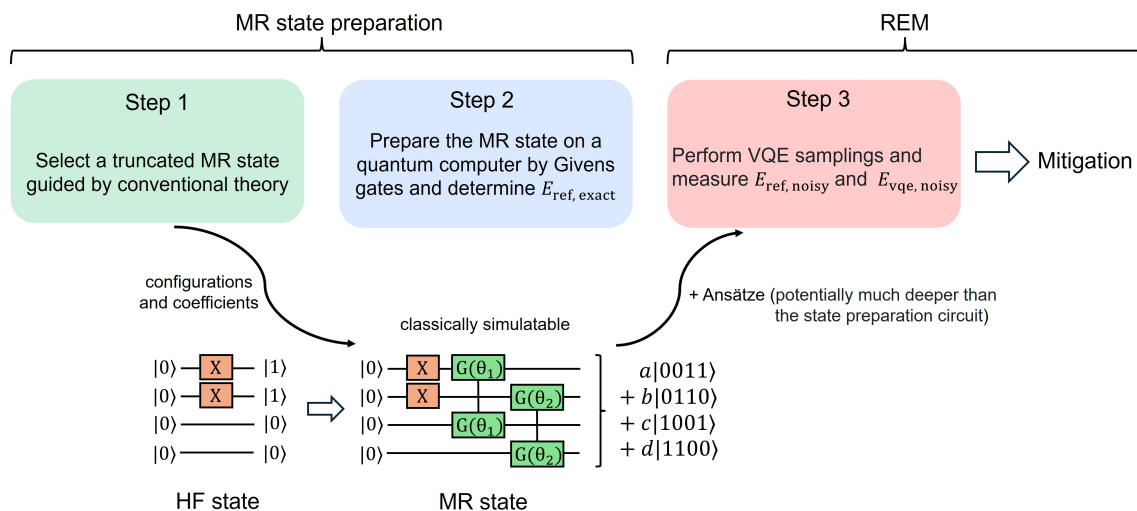 MR state preparation
REM
Step 1
Select a truncated MR state
guided by conventional theory
Step 2
Prepare the MR state on a
quantum computer by Givens
gates and determine E_ref, exact
Step 3
Perform VQE samplings and
measure E_ref, noisy and E_vqe, noisy
Mitigation
configurations
and coefficients
+ Ansätze (potentially much deeper than
the state preparation circuit)
classically simulatable
|0⟩ X |1⟩
|0⟩ X |1⟩
|0⟩ |0⟩
|0⟩ |0⟩
HF state
|0⟩ X G(θ₁)
|0⟩ X G(θ₂)
|0⟩ G(θ₁)
|0⟩ G(θ₂)
MR state
a|0011⟩
+ b|0110⟩
+ c|1001⟩
+ d|1100⟩